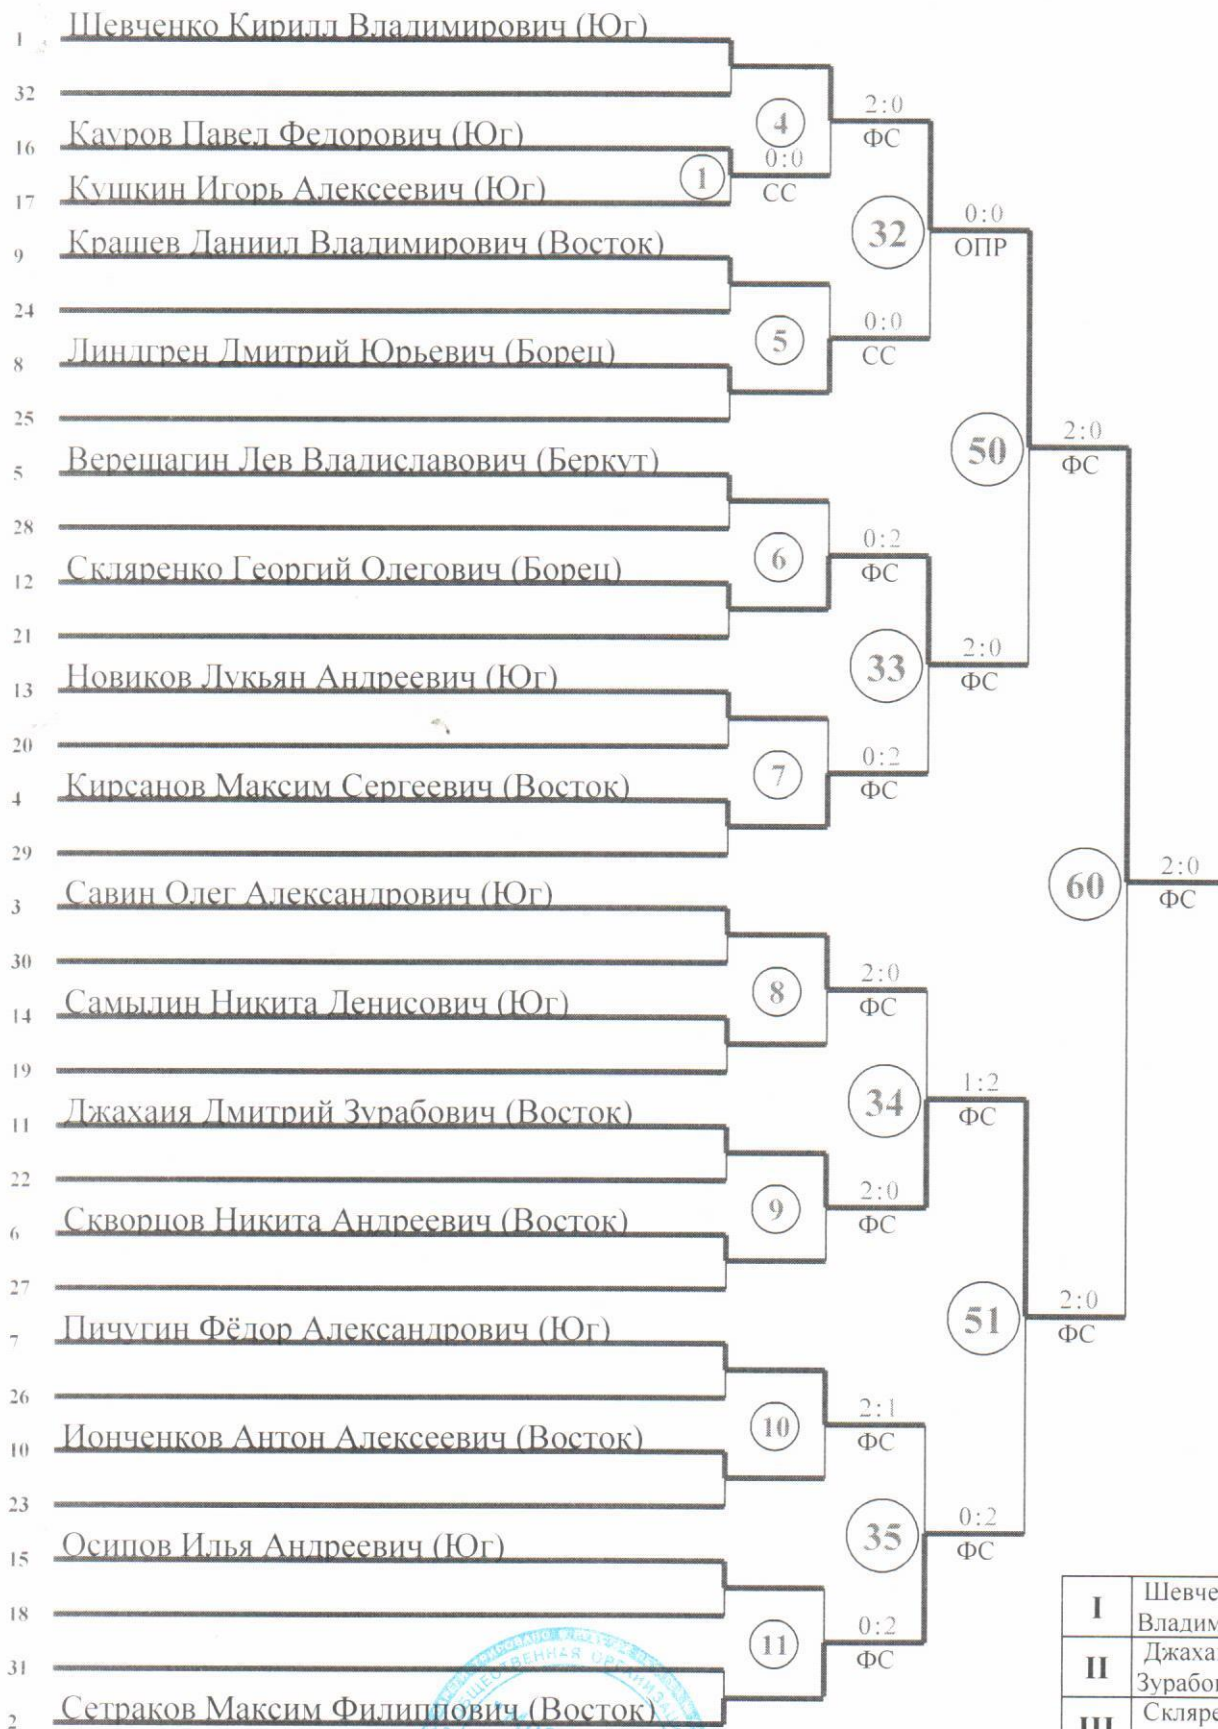 1 Шевченко Кирилл Владимирович (Юг)
32
16 Кауров Павел Федорович (Юг)
17 Кушкин Игорь Алексеевич (Юг)
9 Крашев Даниил Владимирович (Восток)
24
8 Линдгрен Дмитрий Юрьевич (Борец)
25
5 Верещагин Лев Владиславович (Беркут)
28
12 Скляренко Георгий Олегович (Борец)
21
13 Новиков Лукьян Андреевич (Юг)
20
4 Кирсанов Максим Сергеевич (Восток)
29
3 Савин Олег Александрович (Юг)
30
14 Самылин Никита Денисович (Юг)
19
11 Джахаия Дмитрий Зурабович (Восток)
22
6 Скворцов Никита Андреевич (Восток)
27
7 Пичугин Фёдор Александрович (Юг)
26
10 Ионченков Антон Алексеевич (Восток)
23
15 Осипов Илья Андреевич (Юг)
18
31
2 Сетраков Максим Филиппович (Восток)
1 0:0
СС
4 2:0
ФС
5 0:0
СС
6 0:2
ФС
7 0:2
ФС
8 2:0
ФС
9 2:0
ФС
10 2:1
ФС
11 0:2
ФС
32 0:0
ОПР
33 2:0
ФС
34 1:2
ФС
35 0:2
ФС
50 2:0
ФС
51 2:0
ФС
60 2:0
ФС
I Шевче
Владим
II Джаха
Зурабо
III Скляре
ОБЩЕСТВЕННАЯ ОРГАНИЗАЦ